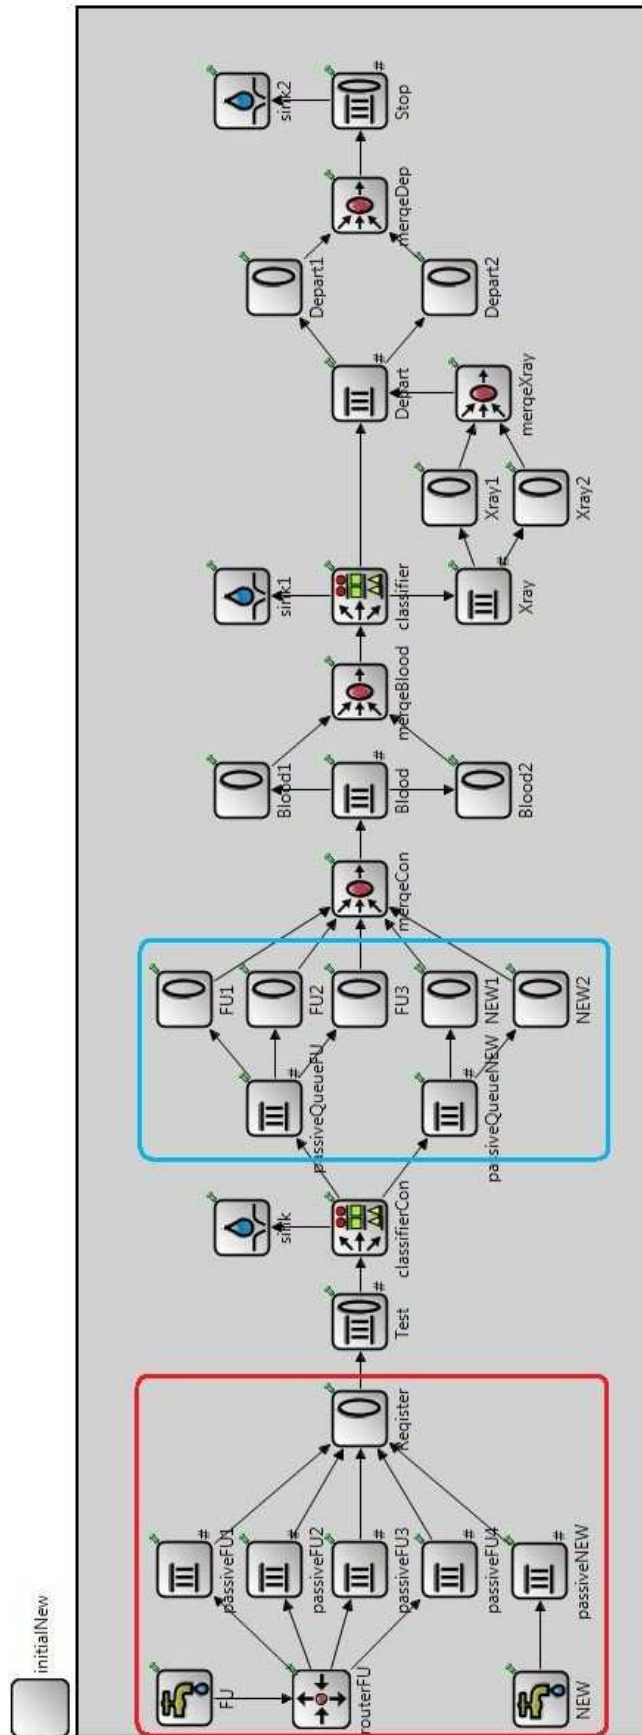 initialNew
FU
routerFU
NEW
passiveFU1
#
passiveFU2
#
passiveFU3
#
passiveFU4
#
passiveNEW
#
Register
Test
#
sink
classifierCon
passiveQueueFU
#
passiveQueueNEW
#
FU1
FU2
FU3
NEW1
NEW2
mergeCon
Blood1
Blood
#
Blood2
mergeBlood
sink1
classifier
Xray
#
Xray1
Xray2
mergeXray
Depart
#
Depart1
Depart2
mergeDep
sink2
Stop
#